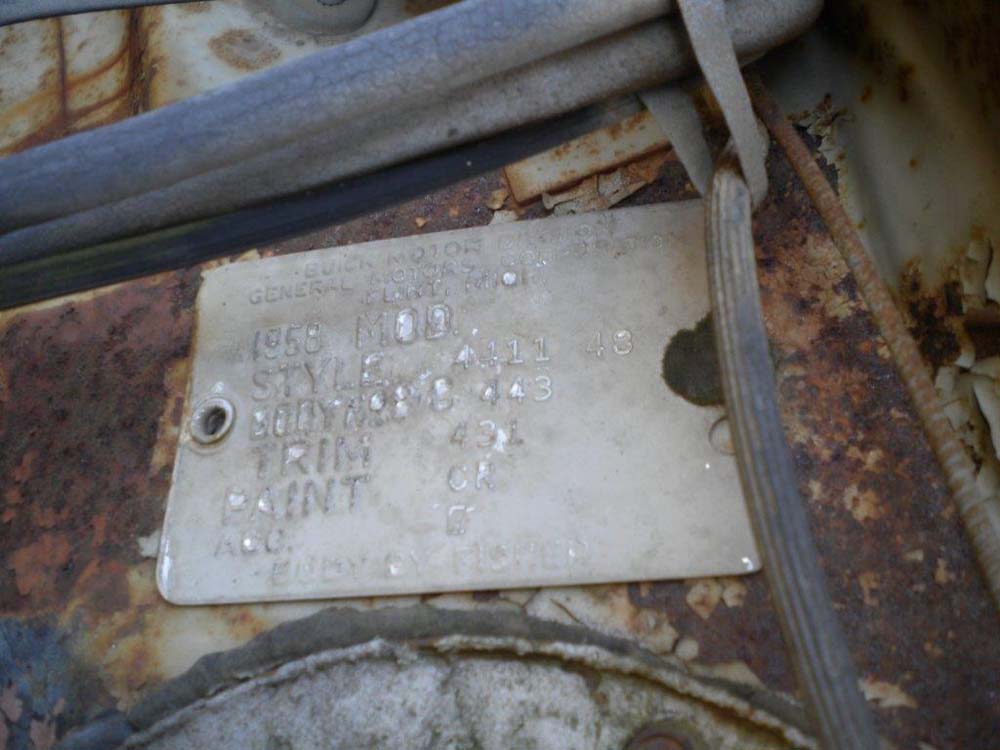 BUICK MOTOR DIVISION
GENERAL MOTORS CORPORATION
FLINT, MICH.
1958 MOD.
STYLE 4411 48
BODY NO. 443
TRIM 431
PAINT CR
ACC. E
BODY BY FISHER